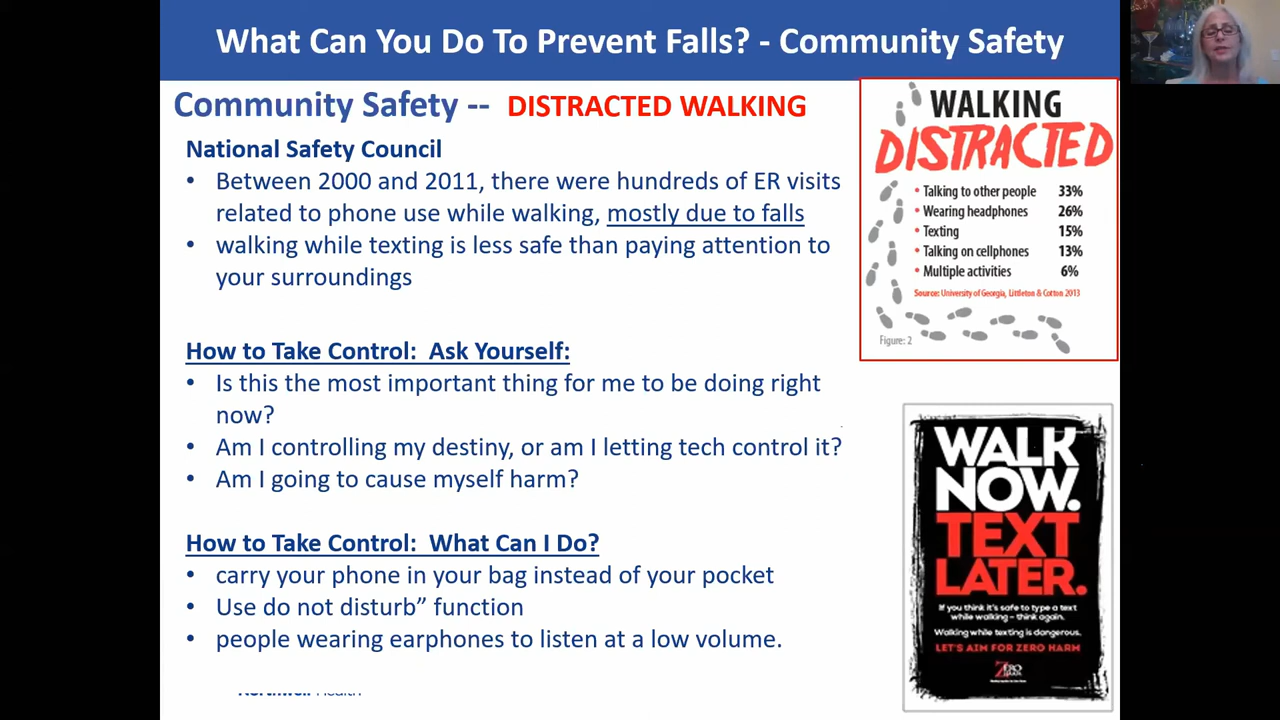 What Can You Do To Prevent Falls? - Community Safety
Community Safety -- DISTRACTED WALKING
National Safety Council
• Between 2000 and 2011, there were hundreds of ER visits
related to phone use while walking, mostly due to falls
• walking while texting is less safe than paying attention to
your surroundings
How to Take Control: Ask Yourself:
• Is this the most important thing for me to be doing right
now?
• Am I controlling my destiny, or am I letting tech control it?
• Am I going to cause myself harm?
How to Take Control: What Can I Do?
• carry your phone in your bag instead of your pocket
• Use do not disturb” function
• people wearing earphones to listen at a low volume.
Northwell Health
WALKING
DISTRACTED
• Talking to other people 33%
• Wearing headphones 26%
• Texting 15%
• Talking on cellphones 13%
• Multiple activities 6%
Source: University of Georgia, Littleton & Cotton 2013
Figure: 2
WALK
NOW.
TEXT
LATER.
If you think it's safe to type a text
while walking - think again.
Walking while texting is dangerous.
LET'S AIM FOR ZERO HARM
ZERO
HARM